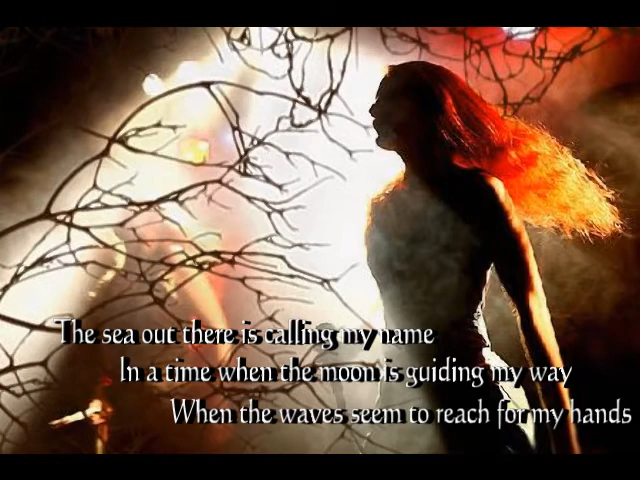 The sea out there is calling my name
In a time when the moon is guiding my way
When the waves seem to reach for my hands